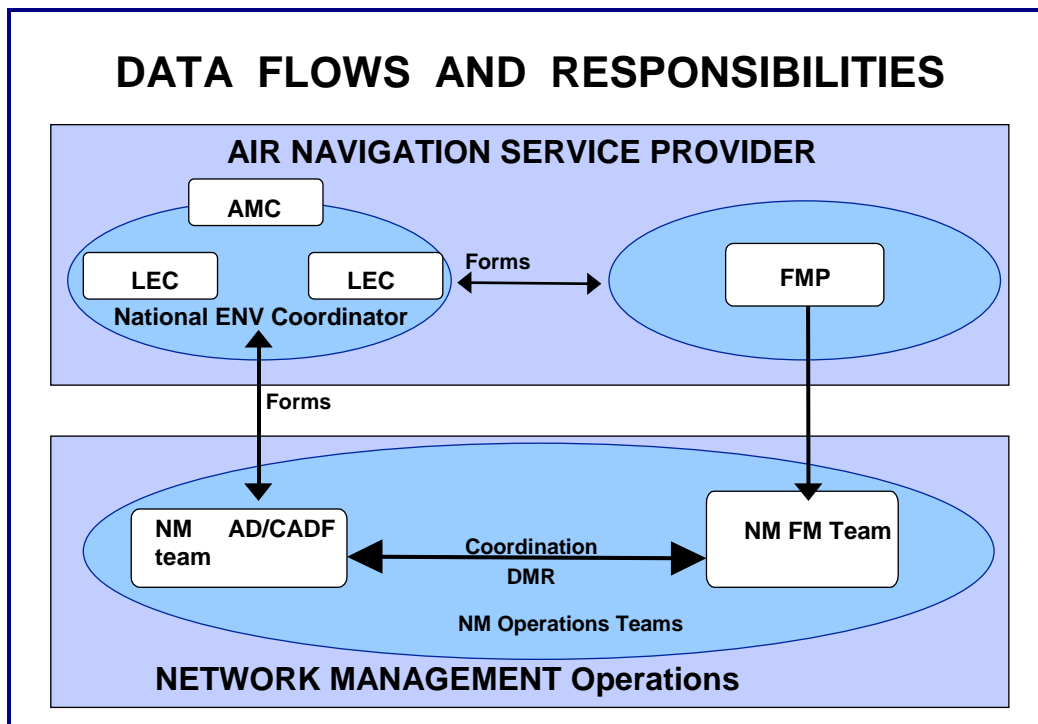 DATA FLOWS AND RESPONSIBILITIES
AIR NAVIGATION SERVICE PROVIDER
AMC
LEC
LEC
National ENV Coordinator
Forms
FMP
Forms
NM AD/CADF
team
Coordination
DMR
NM FM Team
NM Operations Teams
NETWORK MANAGEMENT Operations